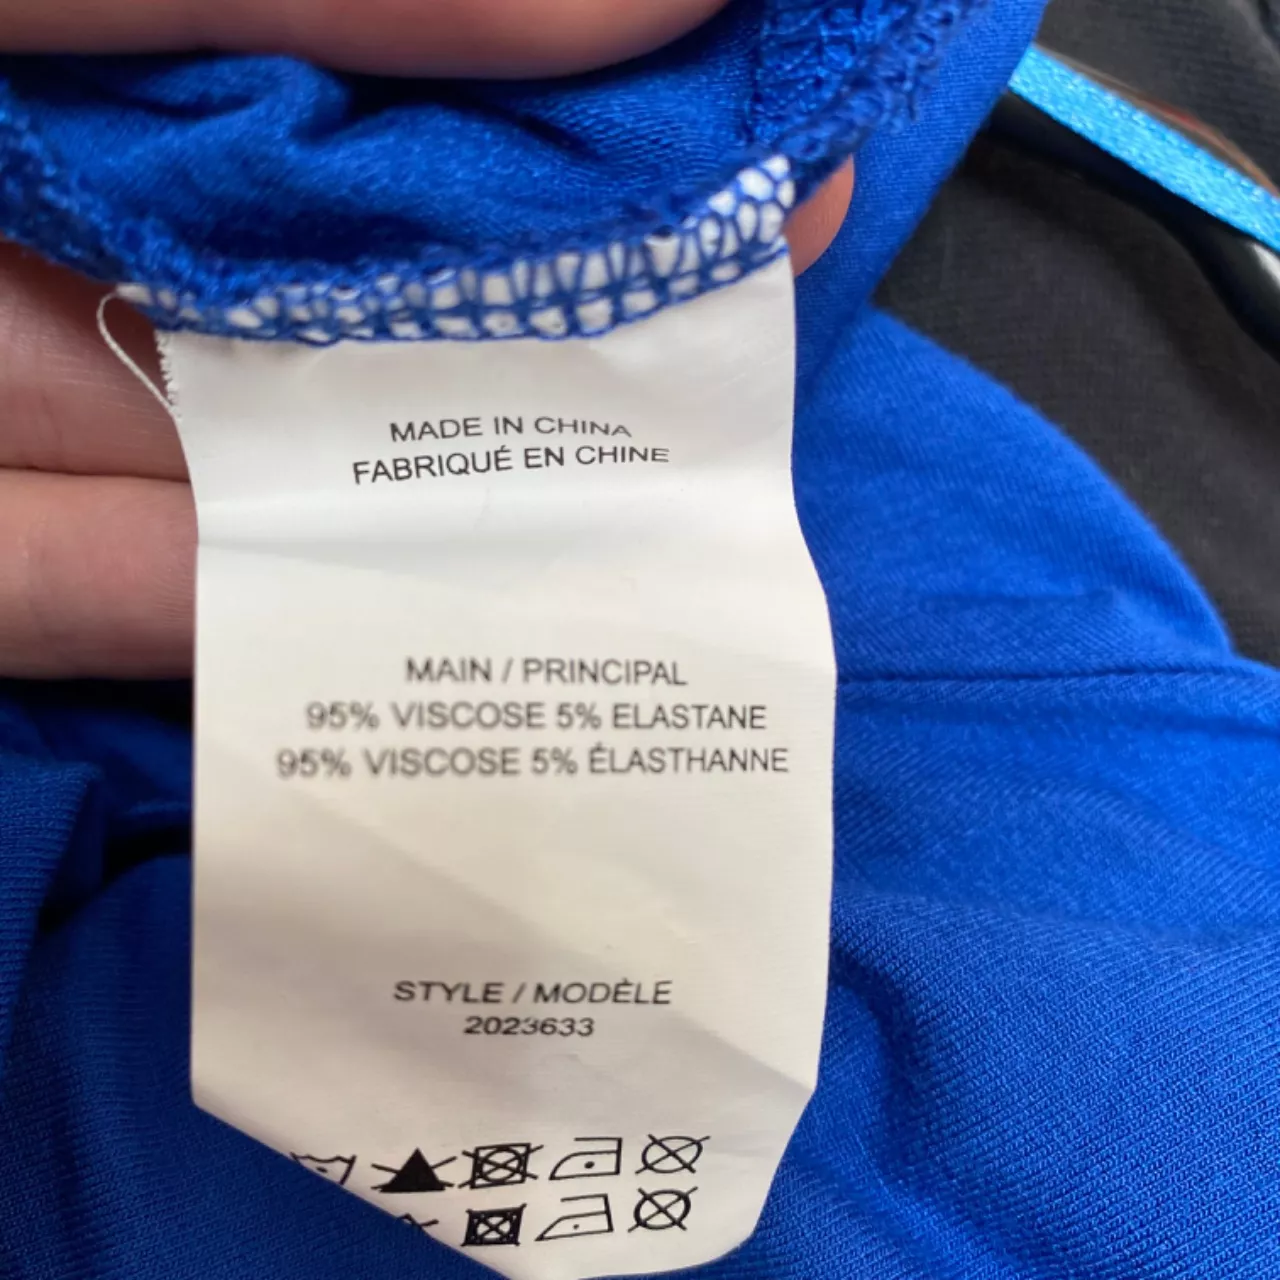 MADE IN CHINA
FABRIQUÉ EN CHINE
MAIN / PRINCIPAL
95% VISCOSE 5% ELASTANE
95% VISCOSE 5% ÉLASTHANNE
STYLE / MODÈLE
2023633